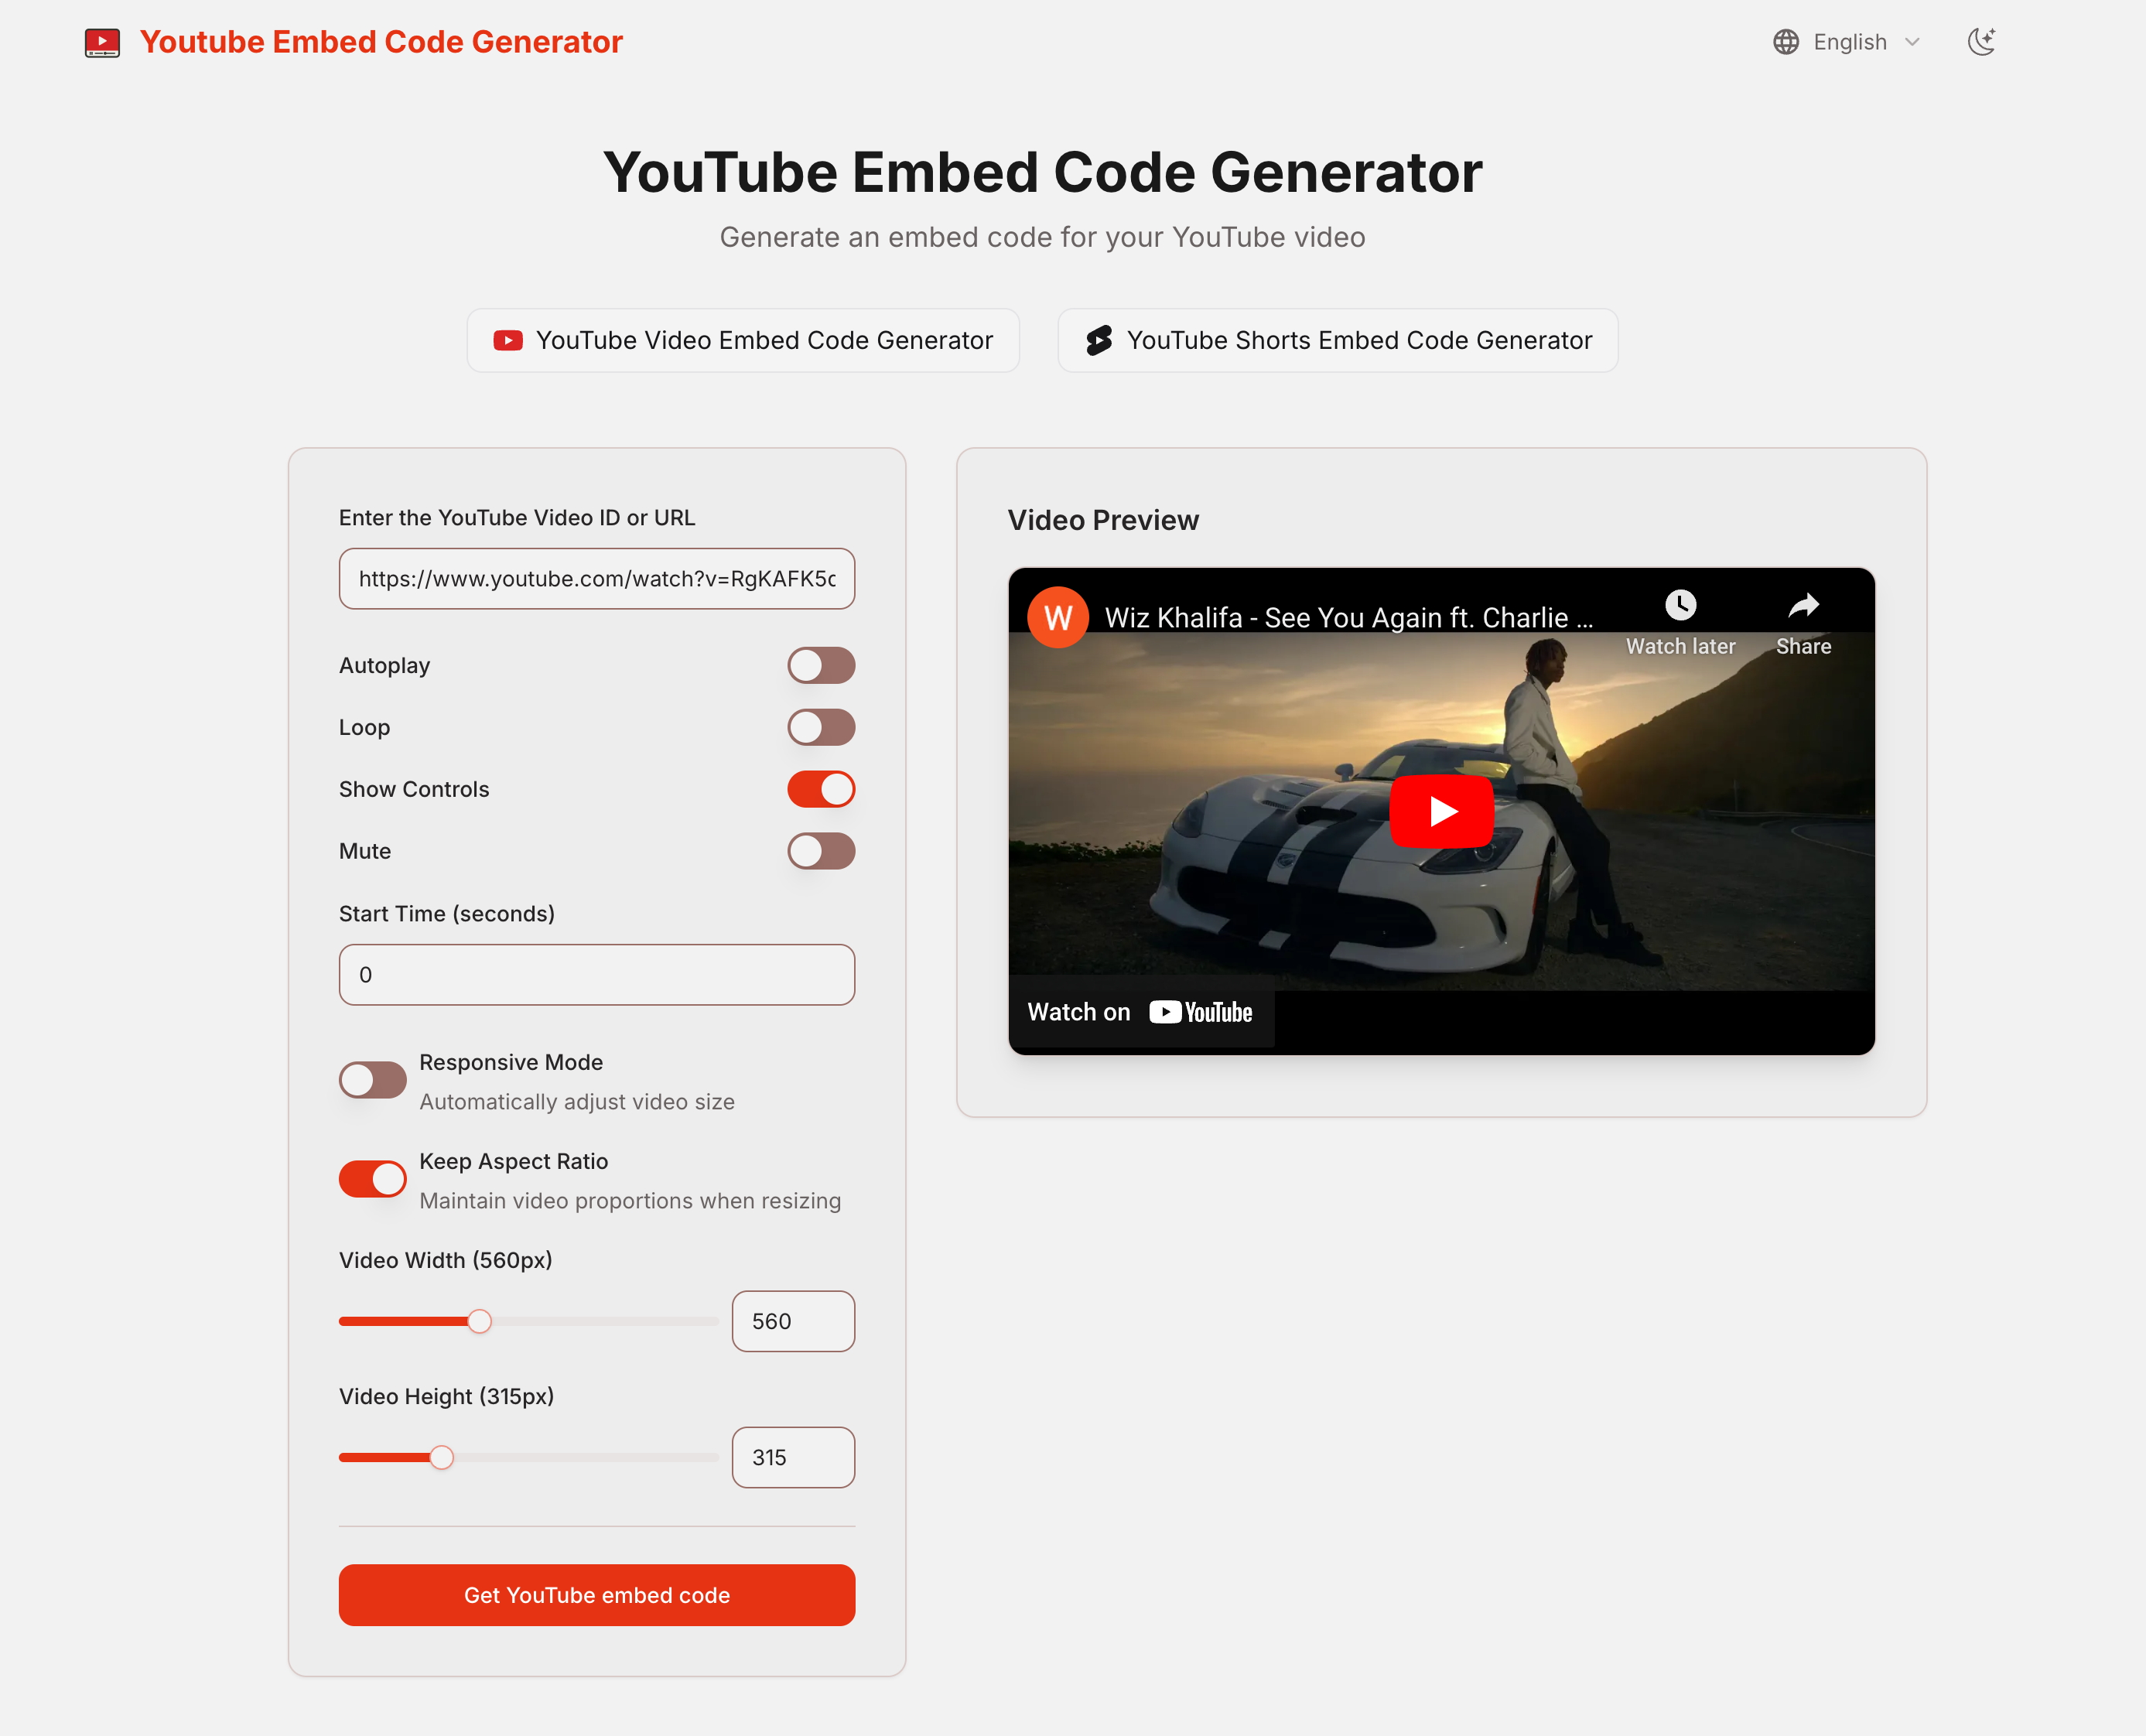 Youtube Embed Code Generator
English
YouTube Embed Code Generator
Generate an embed code for your YouTube video
YouTube Video Embed Code Generator
YouTube Shorts Embed Code Generator
Enter the YouTube Video ID or URL
https://www.youtube.com/watch?v=RgKAFK5c
Autoplay
Loop
Show Controls
Mute
Start Time (seconds)
0
Responsive Mode
Automatically adjust video size
Keep Aspect Ratio
Maintain video proportions when resizing
Video Width (560px)
560
Video Height (315px)
315
Get YouTube embed code
Video Preview
W
Wiz Khalifa - See You Again ft. Charlie ...
Watch later
Share
Watch on YouTube